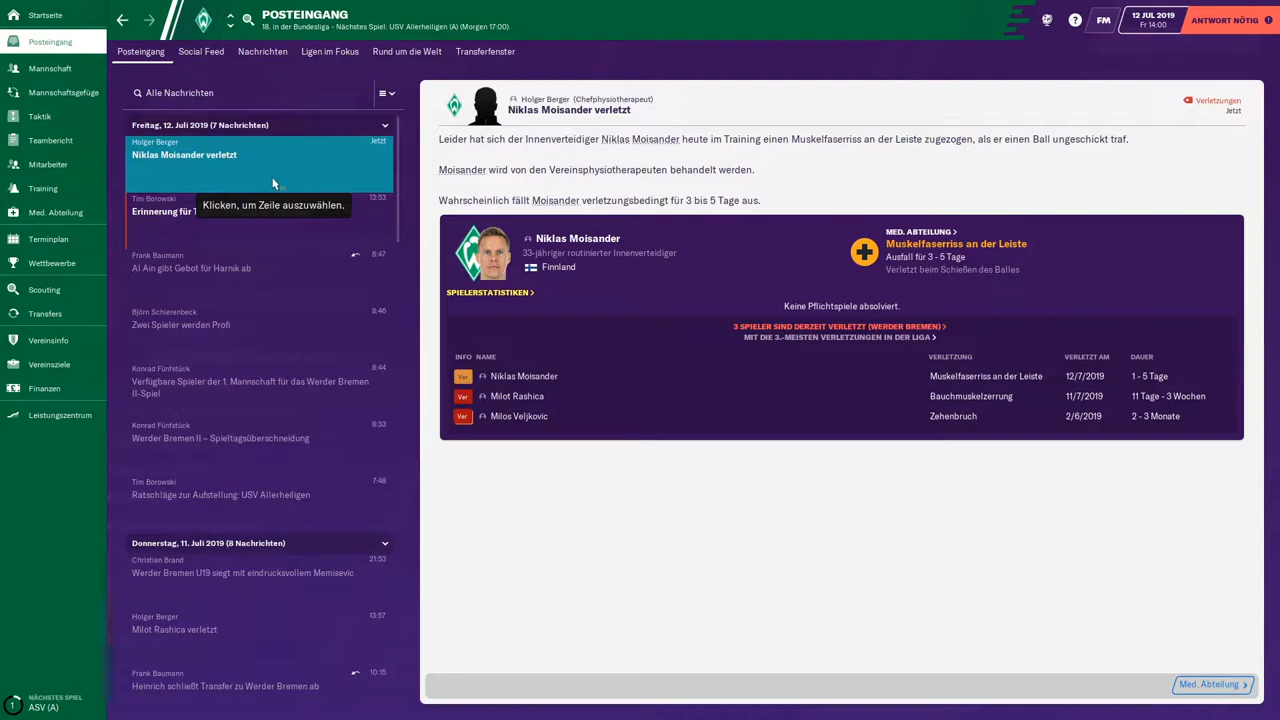 Startseite
Posteingang
Mannschaft
Mannschaftsgefüge
Taktik
Teambericht
Mitarbeiter
Training
Med. Abteilung
Terminplan
Wettbewerbe
Scouting
Transfers
Vereinsinfo
Vereinsziele
Finanzen
Leistungszentrum
1
NÄCHSTES SPIEL
ASV (A)
POSTEINGANG
18. in der Bundesliga - Nächstes Spiel: USV Allerheiligen (A) (Morgen 17:00)
FM
12 JUL 2019
Fr 14:00
ANTWORT NÖTIG
Posteingang Social Feed Nachrichten Ligen im Fokus Rund um die Welt Transferfenster
Alle Nachrichten
Freitag, 12. Juli 2019 (7 Nachrichten)
Holger Berger Jetzt
Niklas Moisander verletzt
Klicken, um Zeile auszuwählen.
Tim Borowski 13:53
Erinnerung für T
Frank Baumann 8:47
Al Ain gibt Gebot für Harnik ab
Björn Schierenbeck 8:46
Zwei Spieler werden Profi
Konrad Fünfstück 8:44
Verfügbare Spieler der 1. Mannschaft für das Werder Bremen
II-Spiel
Konrad Fünfstück 8:33
Werder Bremen II – Spieltagsüberschneidung
Tim Borowski 7:48
Ratschläge zur Aufstellung: USV Allerheiligen
Donnerstag, 11. Juli 2019 (8 Nachrichten)
Christian Brand 21:53
Werder Bremen U19 siegt mit eindrucksvollem Memisevic
Holger Berger 13:57
Milot Rashica verletzt
Frank Baumann 10:15
Heinrich schließt Transfer zu Werder Bremen ab
Holger Berger (Chefphysiotherapeut)
Niklas Moisander verletzt
Verletzungen
Jetzt
Leider hat sich der Innenverteidiger Niklas Moisander heute im Training einen Muskelfaserriss an der Leiste zugezogen, als er einen Ball ungeschickt traf.
Moisander wird von den Vereinsphysiotherapeuten behandelt werden.
Wahrscheinlich fällt Moisander verletzungsbedingt für 3 bis 5 Tage aus.
Niklas Moisander
33-jähriger routinierter Innenverteidiger
Finnland
SPIELERSTATISTIKEN
MED. ABTEILUNG
Muskelfaserriss an der Leiste
Ausfall für 3 - 5 Tage
Verletzt beim Schießen des Balles
Keine Pflichtspiele absolviert.
3 SPIELER SIND DERZEIT VERLETZT (WERDER BREMEN)
MIT DIE 3.-MEISTEN VERLETZUNGEN IN DER LIGA
INFO NAME VERLETZUNG VERLETZT AM DAUER
Ver Niklas Moisander Muskelfaserriss an der Leiste 12/7/2019 1 - 5 Tage
Ver Milot Rashica Bauchmuskelzerrung 11/7/2019 11 Tage - 3 Wochen
Ver Milos Veljkovic Zehenbruch 2/6/2019 2 - 3 Monate
Med. Abteilung